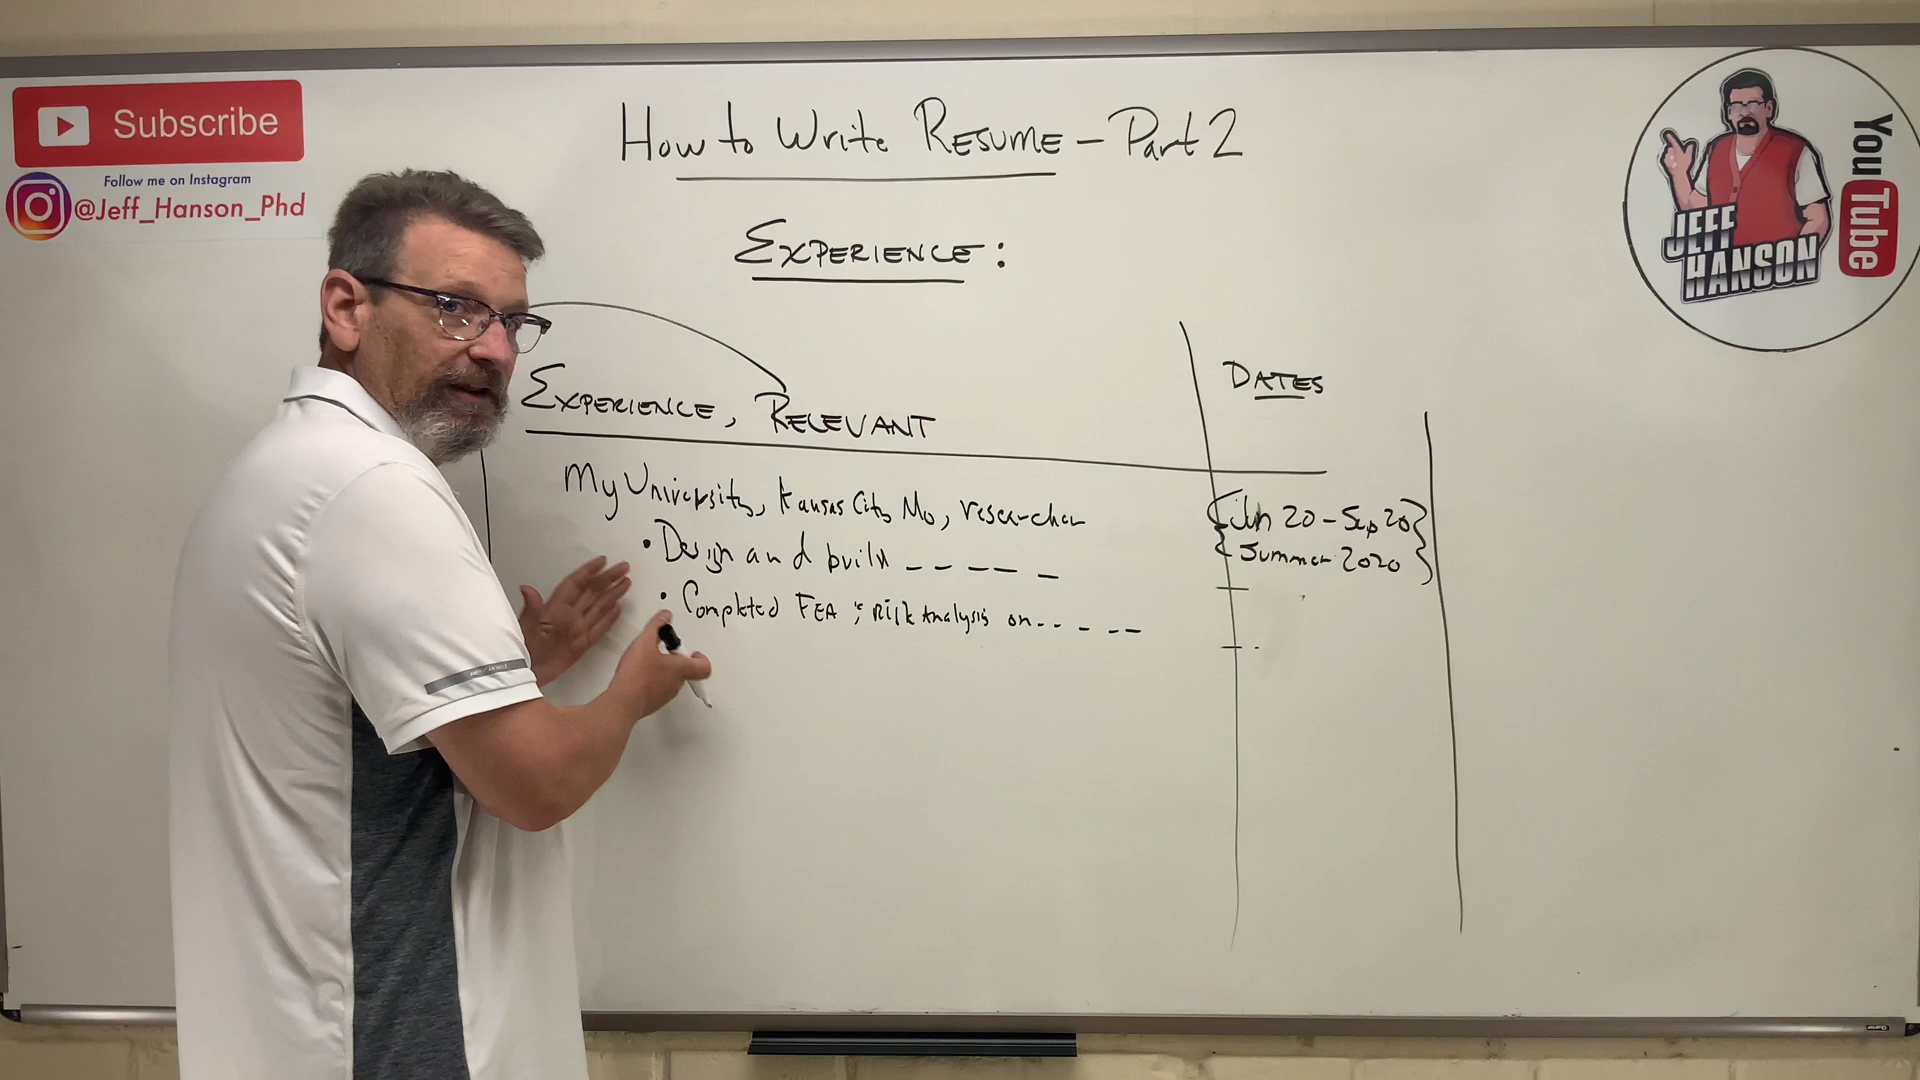 Subscribe
Follow me on Instagram
@Jeff_Hanson_Phd
How to Write RESUME - Part 2
EXPERIENCE:
JEFF
HANSON
YouTube
DATES
EXPERIENCE, RELEVANT
My University, Kansas City Mo, researcher
Jun 20 - Sep 20
Summer 2020
• Design and build _ _ _ _ _
• Completed FEA & Risk Analysis on - - - - -